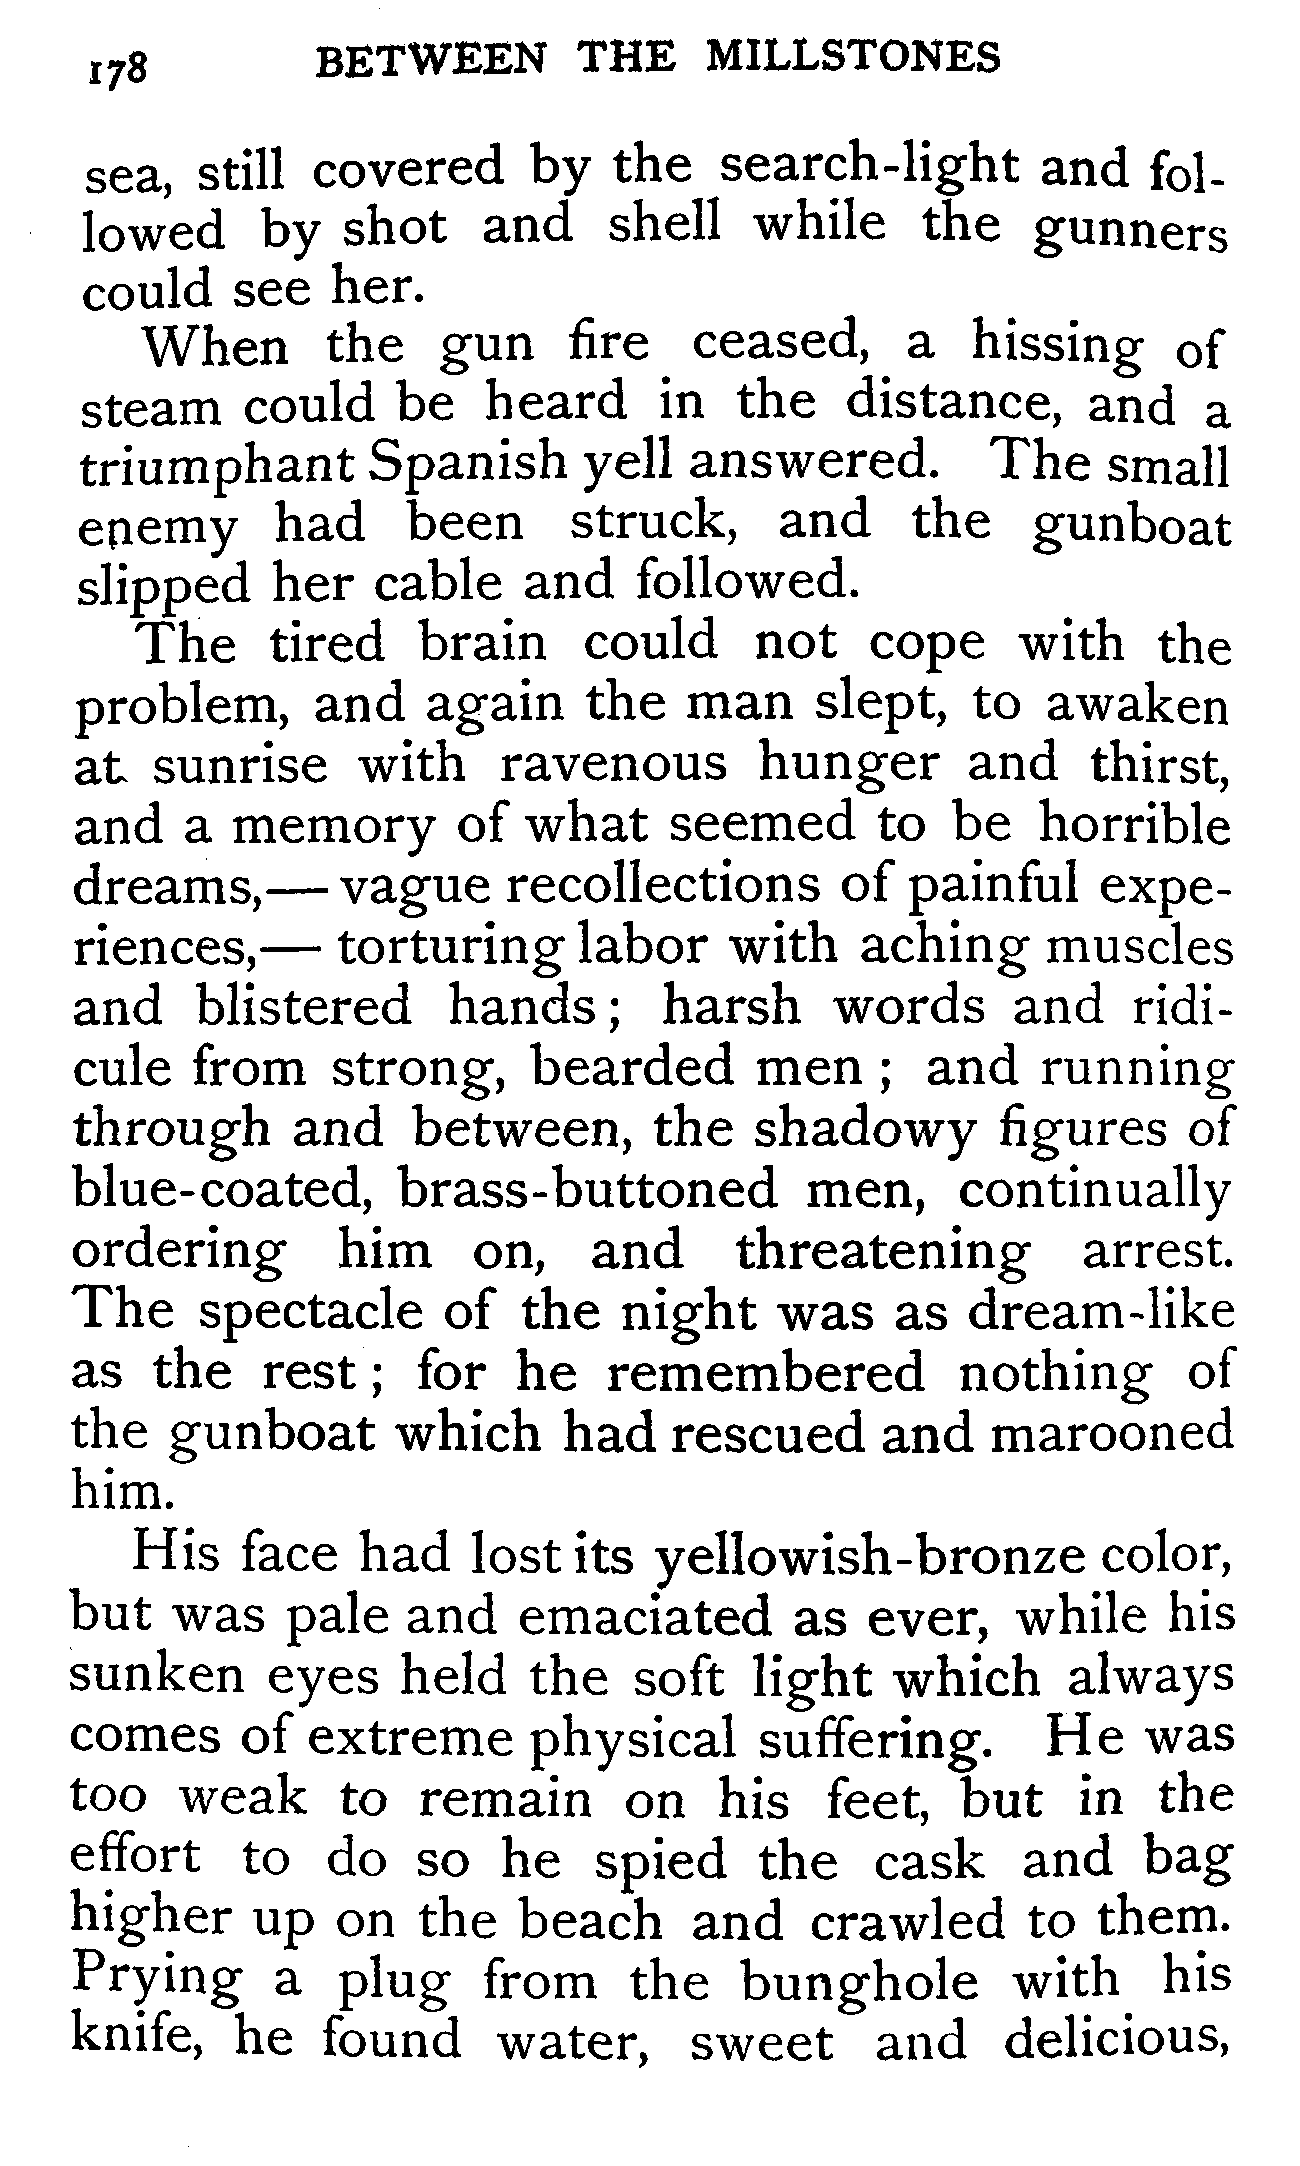 178 BETWEEN THE MILLSTONES
sea, still covered by the search-light and fol-
lowed by shot and shell while the gunners
could see her.
When the gun fire ceased, a hissing of
steam could be heard in the distance, and a
triumphant Spanish yell answered. The small
enemy had been struck, and the gunboat
slipped her cable and followed.
The tired brain could not cope with the
problem, and again the man slept, to awaken
at sunrise with ravenous hunger and thirst,
and a memory of what seemed to be horrible
dreams,— vague recollections of painful expe-
riences,— torturing labor with aching muscles
and blistered hands ; harsh words and ridi-
cule from strong, bearded men ; and running
through and between, the shadowy figures of
blue-coated, brass-buttoned men, continually
ordering him on, and threatening arrest.
The spectacle of the night was as dream-like
as the rest ; for he remembered nothing of
the gunboat which had rescued and marooned
him.
His face had lost its yellowish-bronze color,
but was pale and emaciated as ever, while his
sunken eyes held the soft light which always
comes of extreme physical suffering. He was
too weak to remain on his feet, but in the
effort to do so he spied the cask and bag
higher up on the beach and crawled to them.
Prying a plug from the bunghole with his
knife, he found water, sweet and delicious,